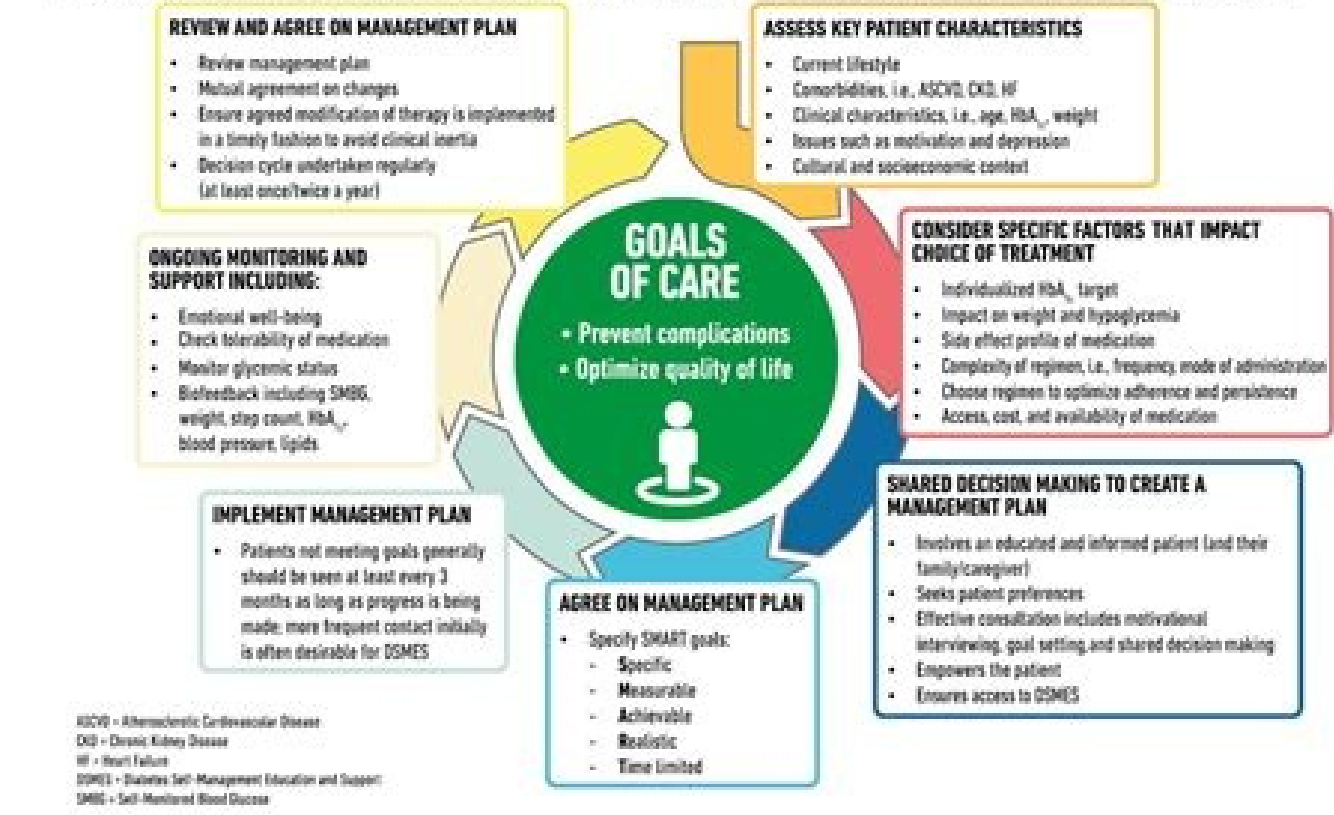 REVIEW AND AGREE ON MANAGEMENT PLAN
• Review management plan
• Mutual agreement on changes
• Ensure agreed modification of therapy is implemented
in a timely fashion to avoid clinical inertia
• Decision cycle undertaken regularly
(at least once/twice a year)
ASSESS KEY PATIENT CHARACTERISTICS
• Current lifestyle
• Comorbidities, i.e., ASCVD, CKD, HF
• Clinical characteristics, i.e., age, HbA1c, weight
• Issues such as motivation and depression
• Cultural and socioeconomic context
CONSIDER SPECIFIC FACTORS THAT IMPACT
CHOICE OF TREATMENT
• Individualized HbA1c target
• Impact on weight and hypoglycemia
• Side effect profile of medication
• Complexity of regimen, i.e., frequency, mode of administration
• Choose regimen to optimize adherence and persistence
• Access, cost, and availability of medication
SHARED DECISION MAKING TO CREATE A
MANAGEMENT PLAN
• Involves an educated and informed patient (and their
family/caregiver)
• Seeks patient preferences
• Effective consultation includes motivational
interviewing, goal setting,and shared decision making
• Empowers the patient
• Ensures access to DSMES
AGREE ON MANAGEMENT PLAN
• Specify SMART goals:
- Specific
- Measurable
- Achievable
- Realistic
- Time limited
IMPLEMENT MANAGEMENT PLAN
• Patients not meeting goals generally
should be seen at least every 3
months as long as progress is being
made; more frequent contact initially
is often desirable for DSMES
ONGOING MONITORING AND
SUPPORT INCLUDING:
• Emotional well-being
• Check tolerability of medication
• Monitor glycemic status
• Biofeedback including SMBG,
weight, step count, HbA1c,
blood pressure, lipids
GOALS
OF CARE
• Prevent complications
• Optimize quality of life
ASCVD = Atherosclerotic Cardiovascular Disease
CKD = Chronic Kidney Disease
HF = Heart Failure
DSMES = Diabetes Self-Management Education and Support
SMBG = Self-Monitored Blood Glucose